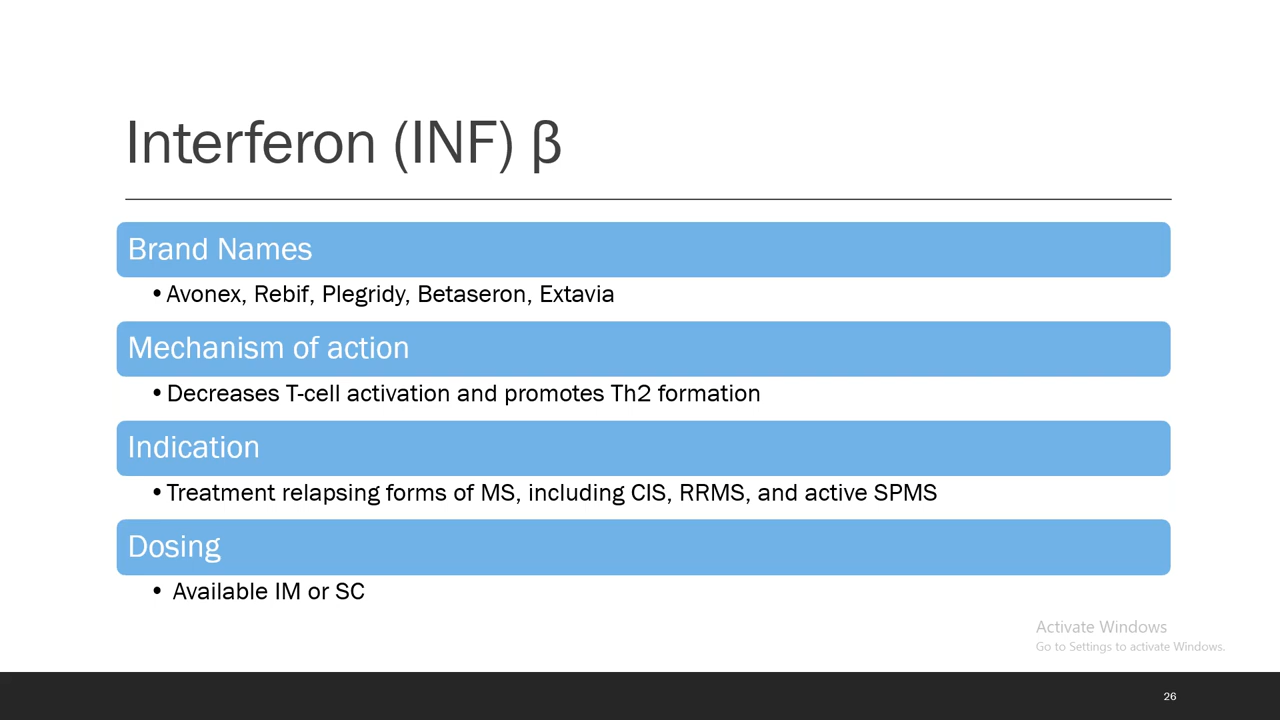 Interferon (INF) β
Brand Names
•Avonex, Rebif, Plegridy, Betaseron, Extavia
Mechanism of action
•Decreases T-cell activation and promotes Th2 formation
Indication
•Treatment relapsing forms of MS, including CIS, RRMS, and active SPMS
Dosing
• Available IM or SC
Activate Windows
Go to Settings to activate Windows.
26